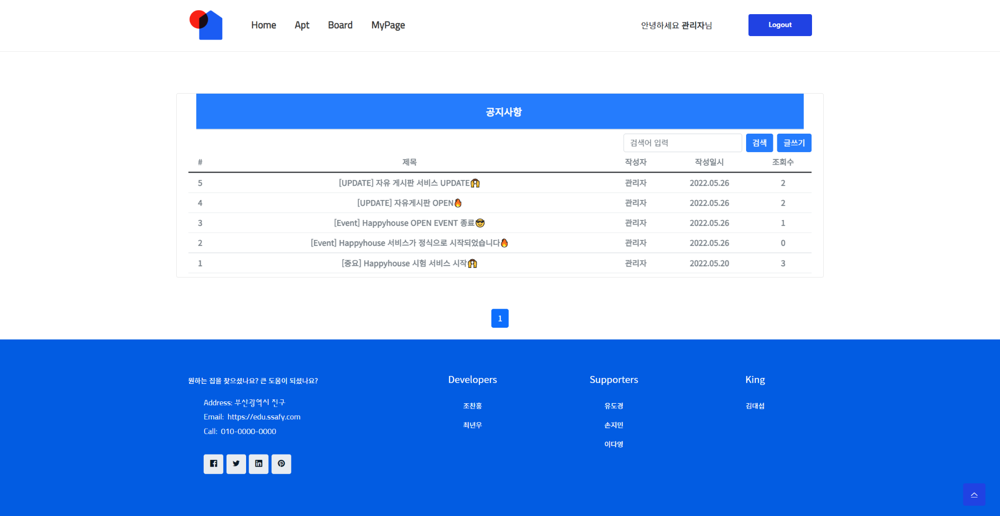 Home Apt Board MyPage 안녕하세요 관리자님 Logout
공지사항
검색어 입력 검색 글쓰기
# 제목 작성자 작성일시 조회수
5 [UPDATE] 자유 게시판 서비스 UPDATE🙌 관리자 2022.05.26 2
4 [UPDATE] 자유게시판 OPEN🔥 관리자 2022.05.26 2
3 [Event] Happyhouse OPEN EVENT 종료😎 관리자 2022.05.26 1
2 [Event] Happyhouse 서비스가 정식으로 시작되었습니다🔥 관리자 2022.05.26 0
1 [중요] Happyhouse 시험 서비스 시작🙌 관리자 2022.05.20 3
1
원하는 집을 찾으셨나요? 큰 도움이 되셨나요?
Address: 부산광역시 진구
Email: https://edu.ssafy.com
Call: 010-0000-0000
Developers
조찬홍
최년우
Supporters
유도경
손지민
이다영
King
김대섭